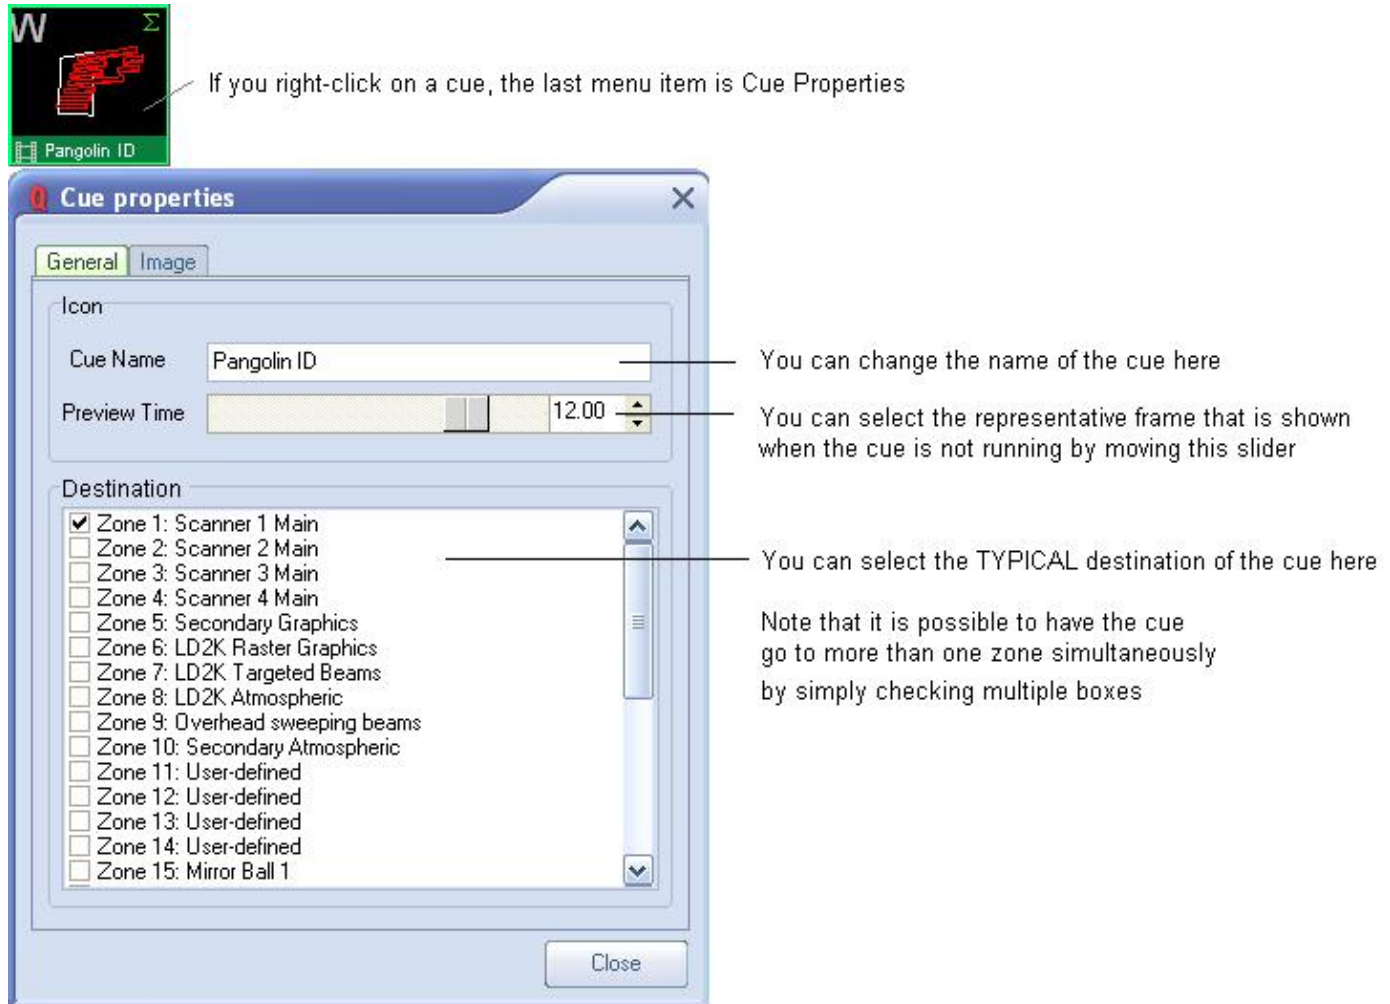 W Σ
If you right-click on a cue, the last menu item is Cue Properties
Pangolin ID
Cue properties
General Image
Icon
Cue Name Pangolin ID
You can change the name of the cue here
Preview Time 12.00
You can select the representative frame that is shown
when the cue is not running by moving this slider
Destination
Zone 1: Scanner 1 Main
Zone 2: Scanner 2 Main
Zone 3: Scanner 3 Main
Zone 4: Scanner 4 Main
Zone 5: Secondary Graphics
Zone 6: LD2K Raster Graphics
Zone 7: LD2K Targeted Beams
Zone 8: LD2K Atmospheric
Zone 9: Overhead sweeping beams
Zone 10: Secondary Atmospheric
Zone 11: User-defined
Zone 12: User-defined
Zone 13: User-defined
Zone 14: User-defined
Zone 15: Mirror Ball 1
You can select the TYPICAL destination of the cue here
Note that it is possible to have the cue
go to more than one zone simultaneously
by simply checking multiple boxes
Close